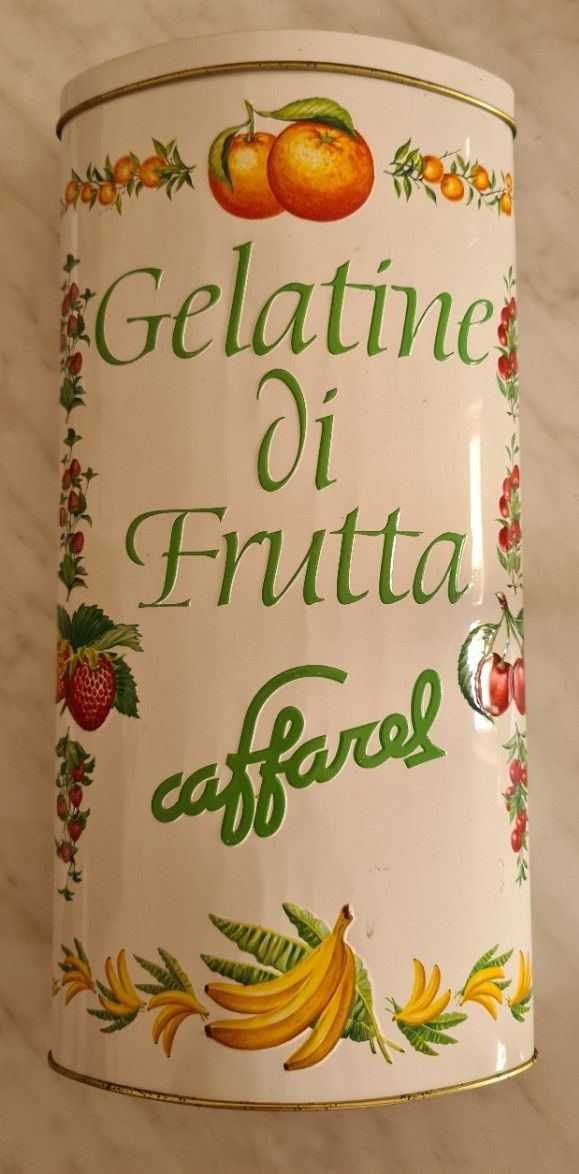 Gelatine
di
Frutta
caffarel